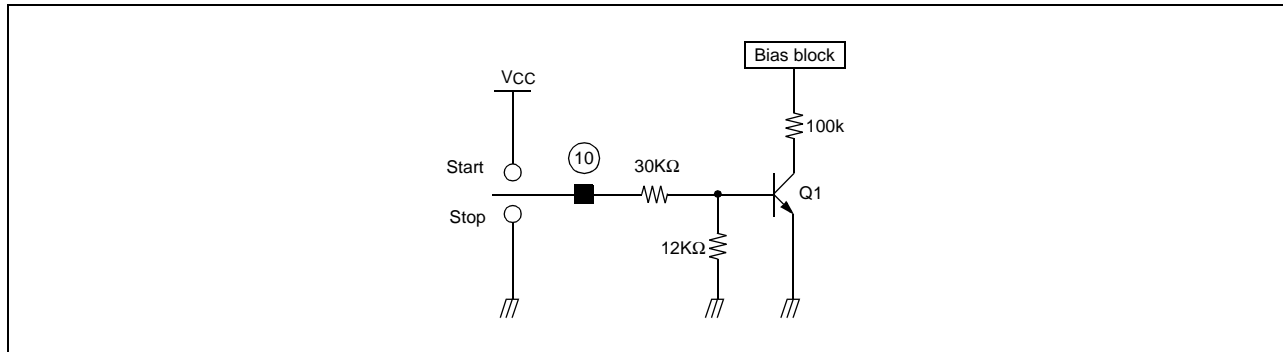 Bias block
VCC
100k
Start
10
30KΩ
Q1
Stop
12KΩ